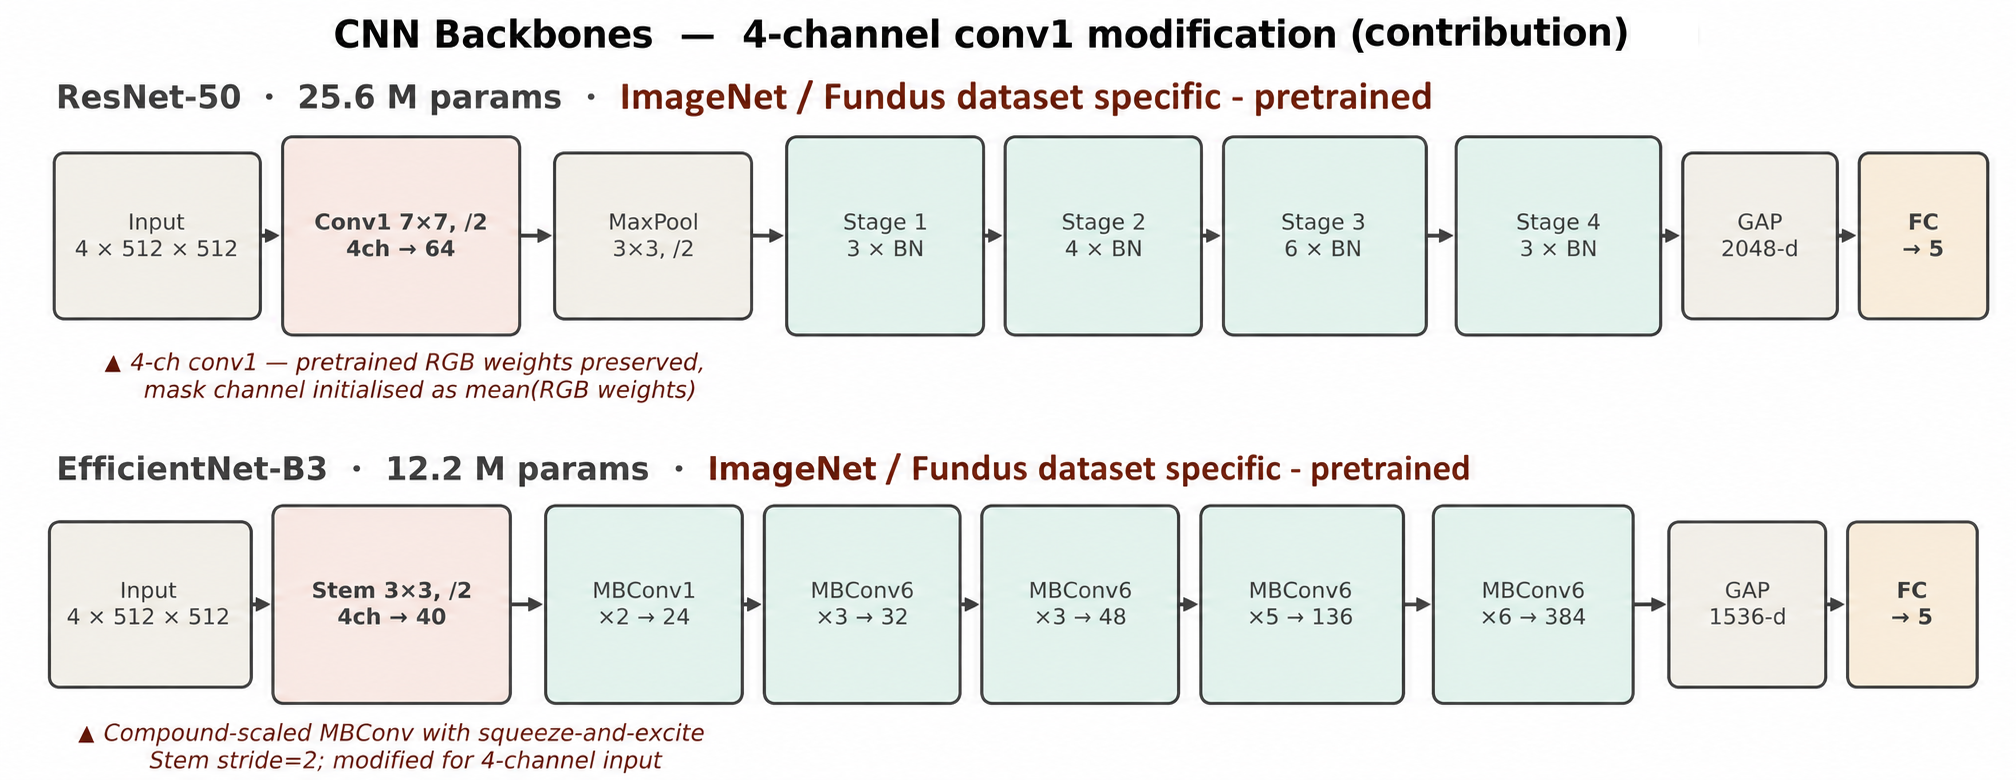 CNN Backbones — 4-channel conv1 modification (contribution)
ResNet-50 · 25.6 M params · ImageNet / Fundus dataset specific - pretrained
Input
4 × 512 × 512
Conv1 7×7, /2
4ch → 64
MaxPool
3×3, /2
Stage 1
3 × BN
Stage 2
4 × BN
Stage 3
6 × BN
Stage 4
3 × BN
GAP
2048-d
FC
→ 5
▲ 4-ch conv1 — pretrained RGB weights preserved,
mask channel initialised as mean(RGB weights)
EfficientNet-B3 · 12.2 M params · ImageNet / Fundus dataset specific - pretrained
Input
4 × 512 × 512
Stem 3×3, /2
4ch → 40
MBConv1
×2 → 24
MBConv6
×3 → 32
MBConv6
×3 → 48
MBConv6
×5 → 136
MBConv6
×6 → 384
GAP
1536-d
FC
→ 5
▲ Compound-scaled MBConv with squeeze-and-excite
Stem stride=2; modified for 4-channel input